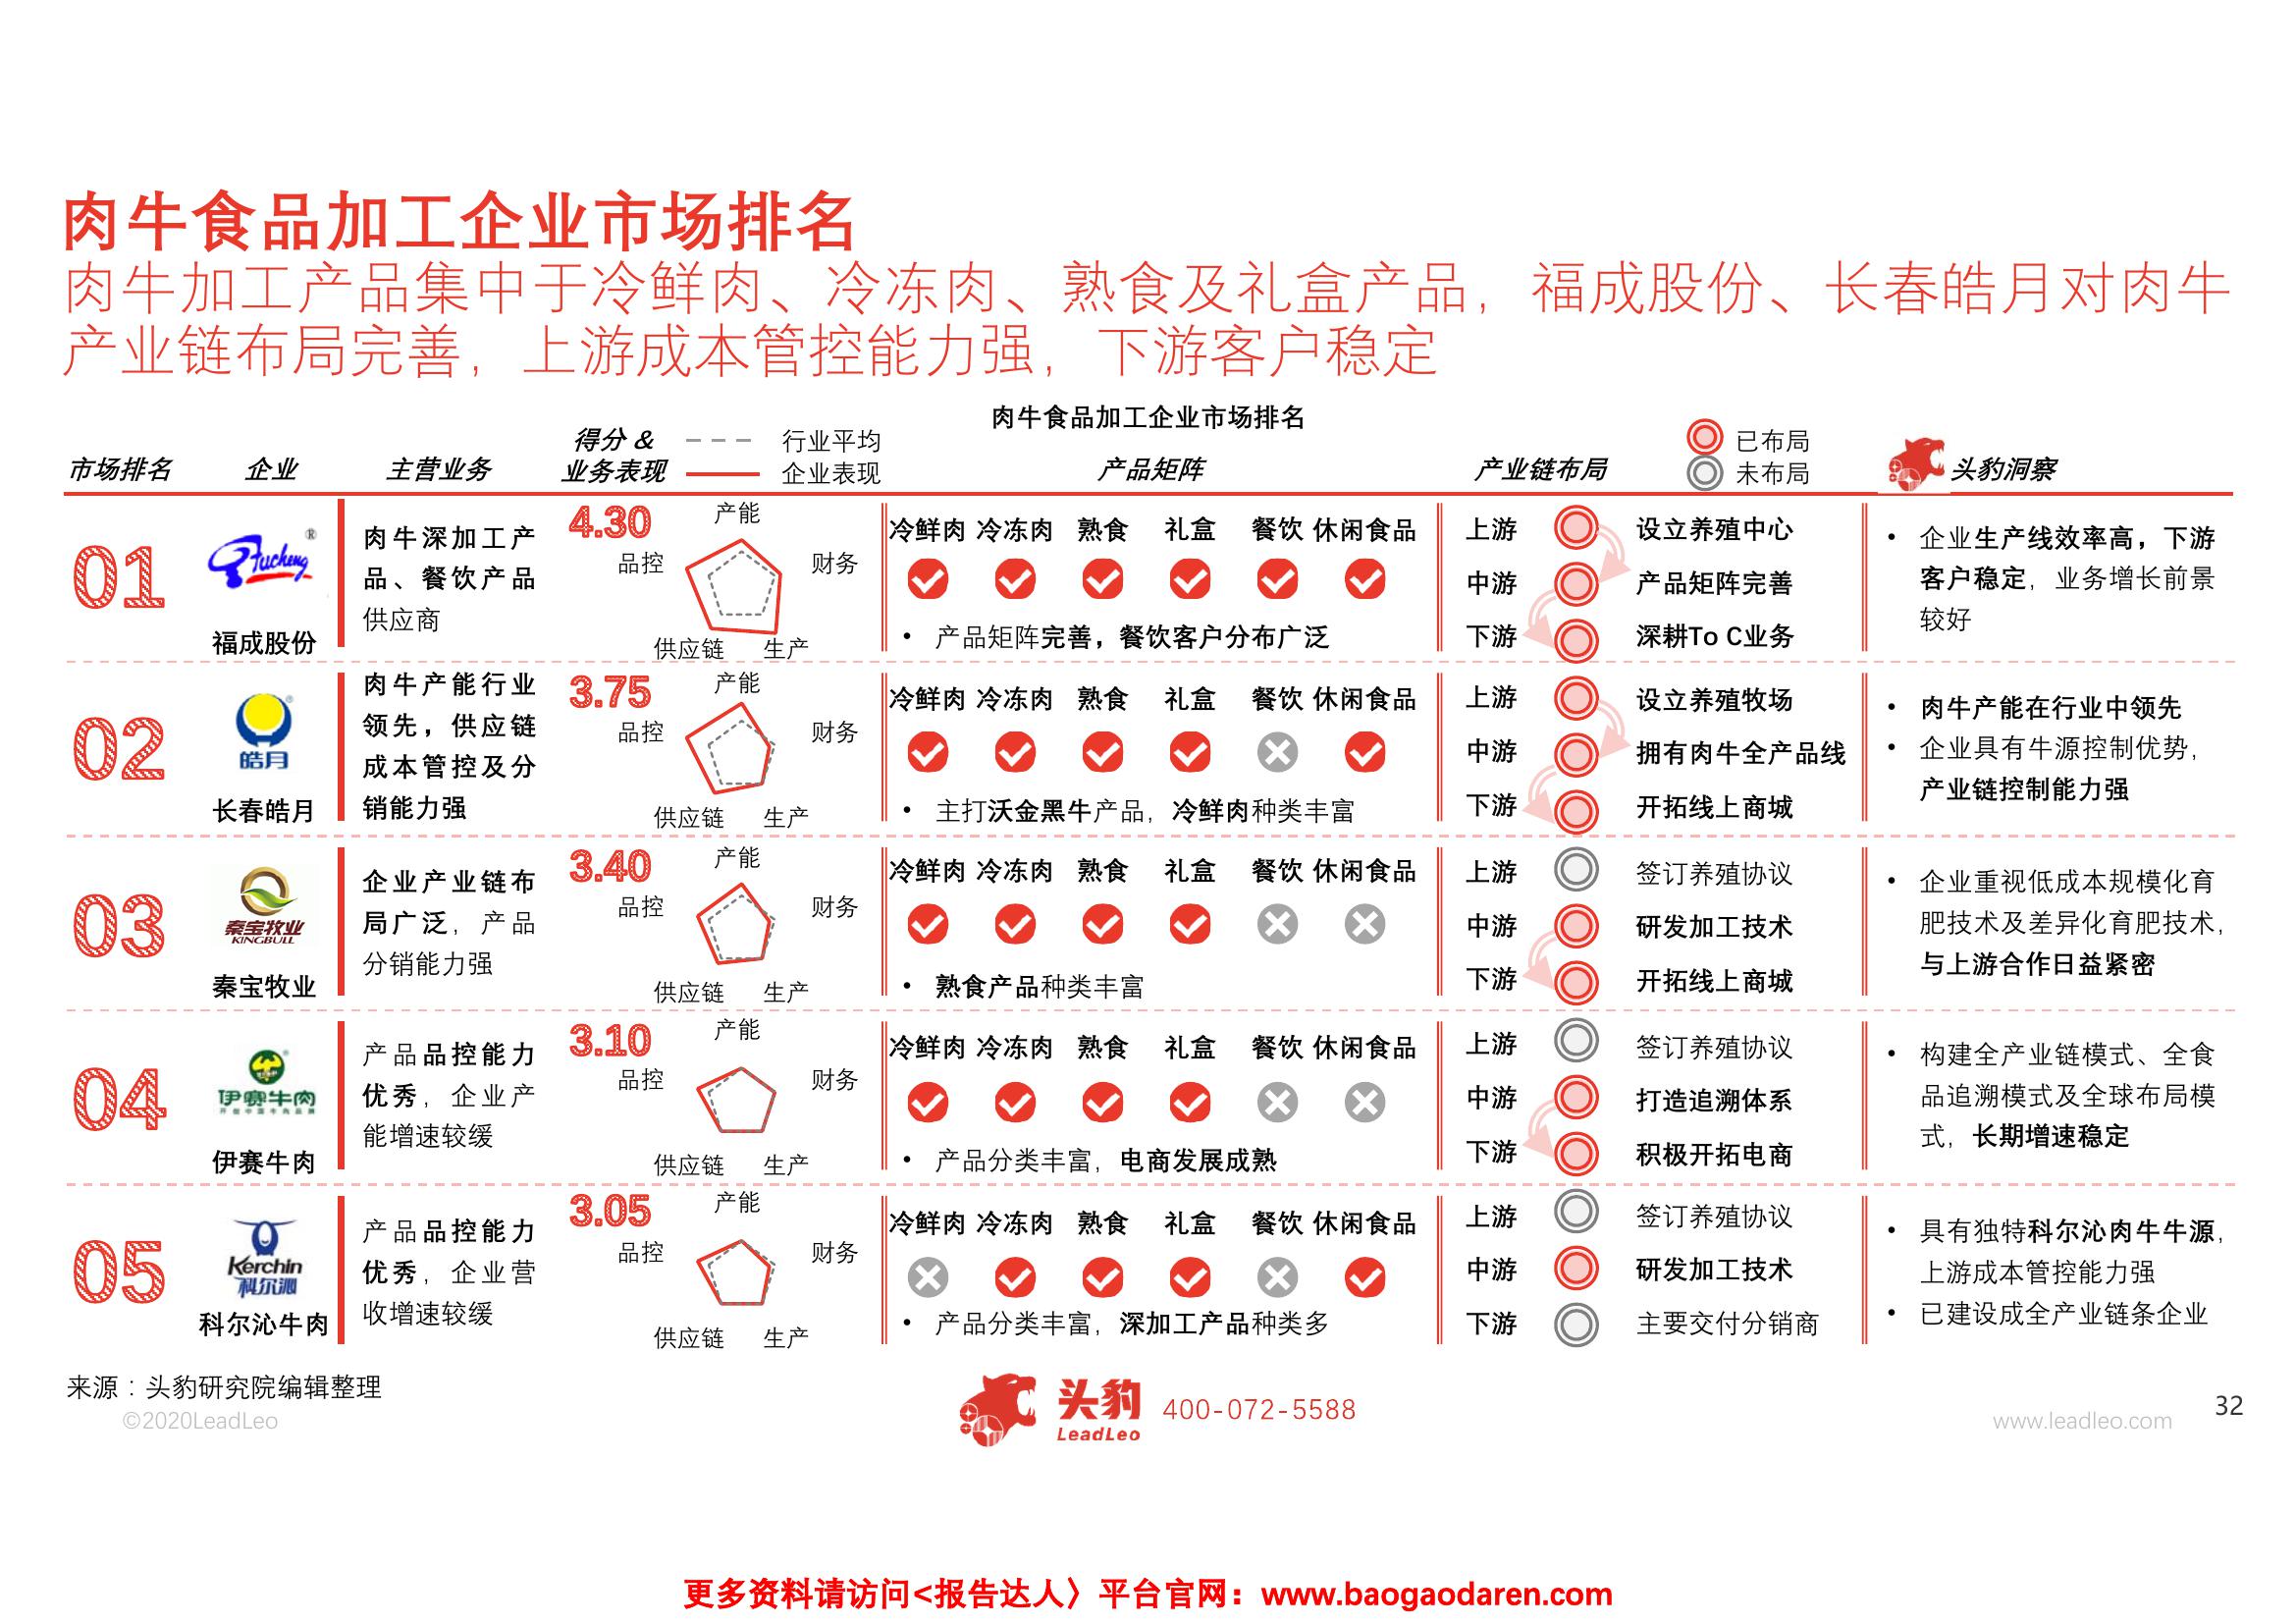 肉牛食品加工企业市场排名
肉牛加工产品集中于冷鲜肉、冷冻肉、熟食及礼盒产品，福成股份、长春皓月对肉牛
产业链布局完善，上游成本管控能力强，下游客户稳定
肉牛食品加工企业市场排名
市场排名
企业
主营业务
得分 &
业务表现
行业平均
企业表现
产品矩阵
产业链布局
已布局
未布局
头豹洞察
01
Fucheng ®
福成股份
肉牛深加工产
品、餐饮产品
供应商
4.30
产能
品控
财务
供应链
生产
冷鲜肉 冷冻肉 熟食 礼盒 餐饮 休闲食品
• 产品矩阵完善，餐饮客户分布广泛
上游 设立养殖中心
中游 产品矩阵完善
下游 深耕To C业务
• 企业生产线效率高，下游
客户稳定，业务增长前景
较好
02
皓月
长春皓月
肉牛产能行业
领先，供应链
成本管控及分
销能力强
3.75
产能
品控
财务
供应链
生产
冷鲜肉 冷冻肉 熟食 礼盒 餐饮 休闲食品
• 主打沃金黑牛产品，冷鲜肉种类丰富
上游 设立养殖牧场
中游 拥有肉牛全产品线
下游 开拓线上商城
• 肉牛产能在行业中领先
• 企业具有牛源控制优势，
产业链控制能力强
03
秦宝牧业
KINGBULL
秦宝牧业
企业产业链布
局广泛，产品
分销能力强
3.40
产能
品控
财务
供应链
生产
冷鲜肉 冷冻肉 熟食 礼盒 餐饮 休闲食品
• 熟食产品种类丰富
上游 签订养殖协议
中游 研发加工技术
下游 开拓线上商城
• 企业重视低成本规模化育
肥技术及差异化育肥技术，
与上游合作日益紧密
04
伊赛牛肉
伊赛牛肉
产品品控能力
优秀，企业产
能增速较缓
3.10
产能
品控
财务
供应链
生产
冷鲜肉 冷冻肉 熟食 礼盒 餐饮 休闲食品
• 产品分类丰富，电商发展成熟
上游 签订养殖协议
中游 打造追溯体系
下游 积极开拓电商
• 构建全产业链模式、全食
品追溯模式及全球布局模
式，长期增速稳定
05
Kerchin
科尔沁
科尔沁牛肉
产品品控能力
优秀，企业营
收增速较缓
3.05
产能
品控
财务
供应链
生产
冷鲜肉 冷冻肉 熟食 礼盒 餐饮 休闲食品
• 产品分类丰富，深加工产品种类多
上游 签订养殖协议
中游 研发加工技术
下游 主要交付分销商
• 具有独特科尔沁肉牛牛源，
上游成本管控能力强
• 已建设成全产业链条企业
来源：头豹研究院编辑整理
©2020LeadLeo
头豹
LeadLeo
400-072-5588
www.leadleo.com
32
更多资料请访问<报告达人〉平台官网：www.baogaodaren.com